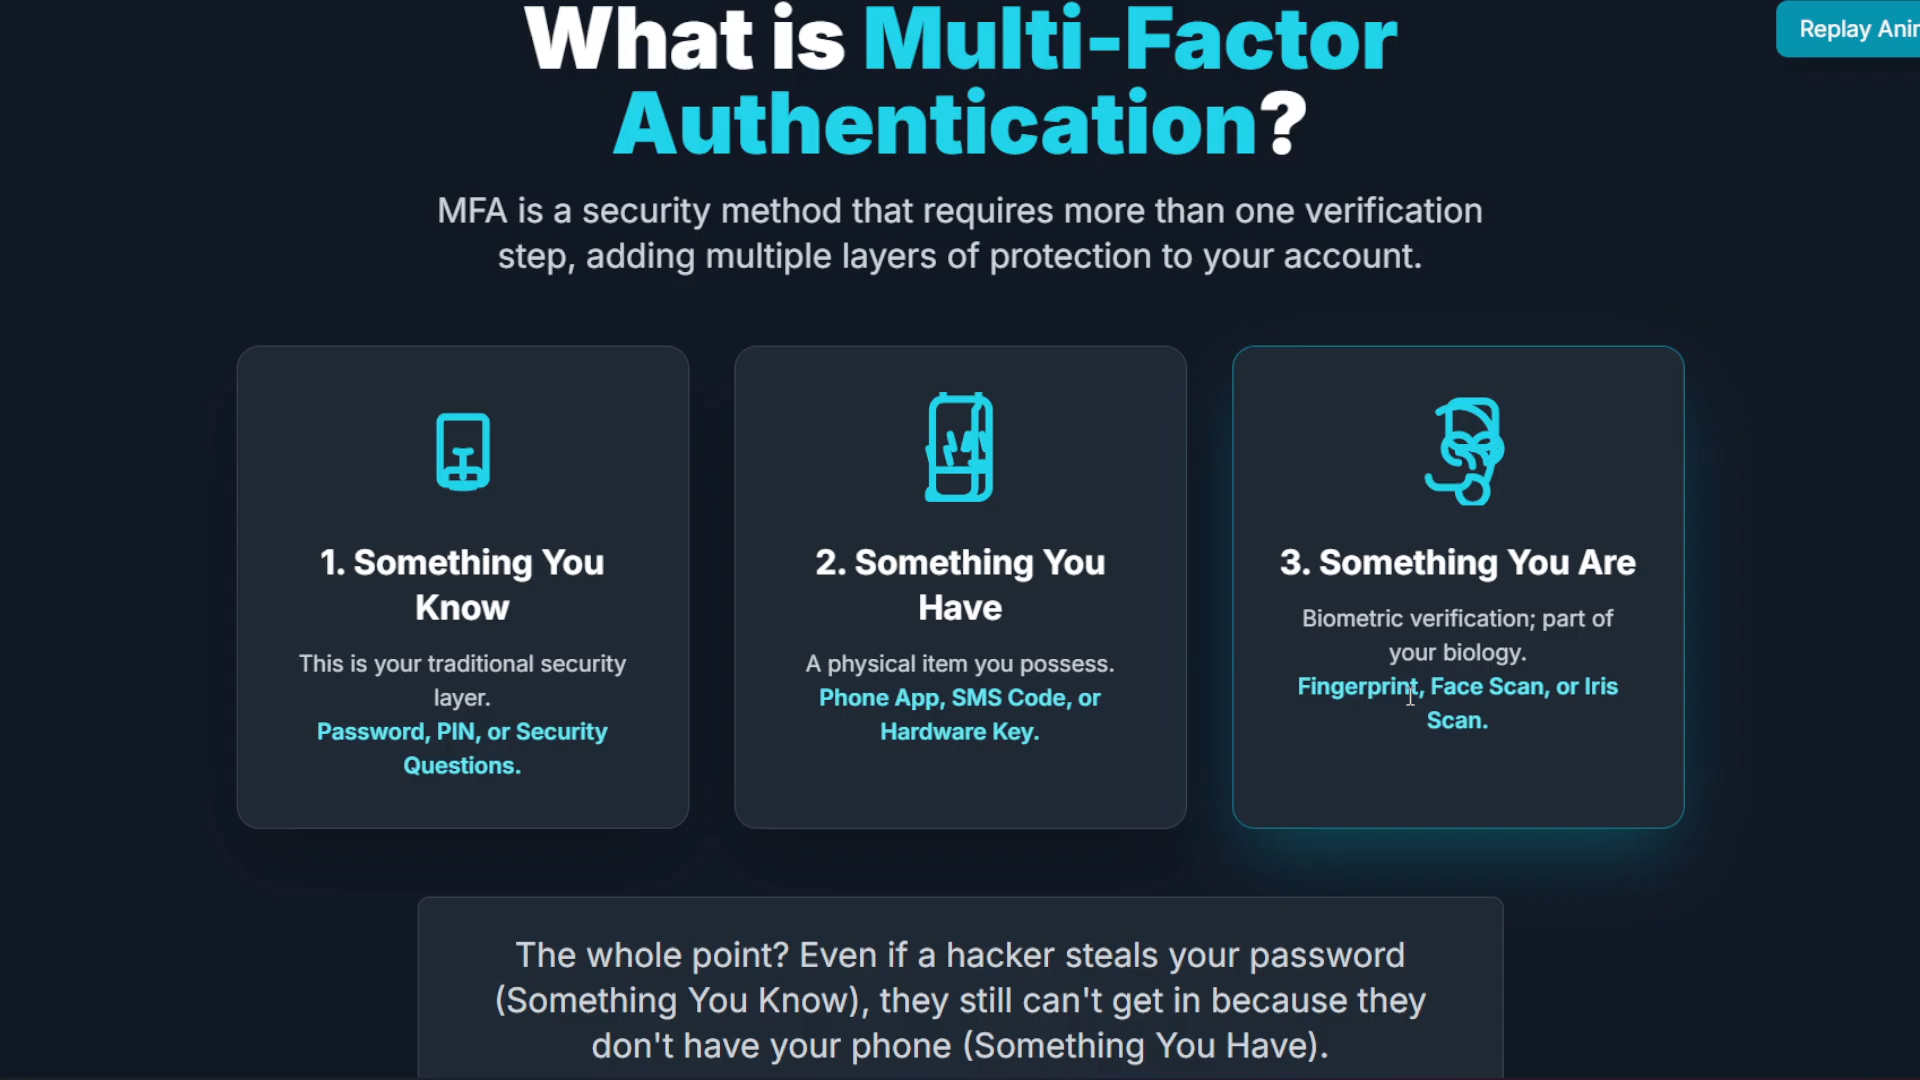 What is Multi-Factor
Authentication?
Replay Ani
MFA is a security method that requires more than one verification
step, adding multiple layers of protection to your account.
1. Something You
Know
This is your traditional security
layer.
Password, PIN, or Security
Questions.
2. Something You
Have
A physical item you possess.
Phone App, SMS Code, or
Hardware Key.
3. Something You Are
Biometric verification; part of
your biology.
Fingerprint, Face Scan, or Iris
Scan.
The whole point? Even if a hacker steals your password
(Something You Know), they still can't get in because they
don't have your phone (Something You Have).